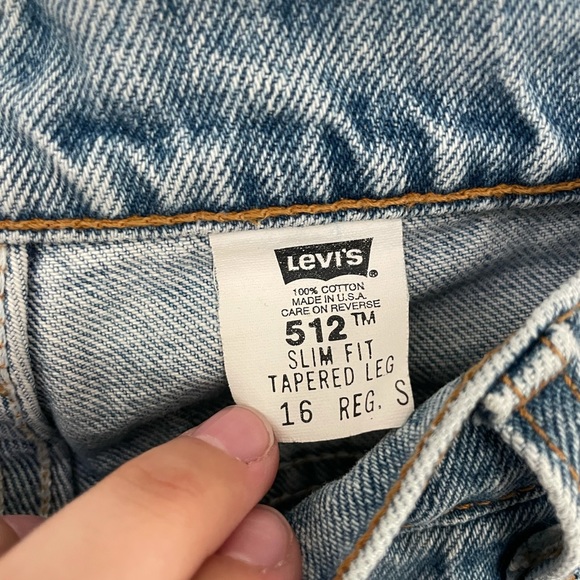 Levi's ®
100% COTTON
MADE IN U.S.A.
CARE ON REVERSE
512™
SLIM FIT
TAPERED LEG
16 REG. S